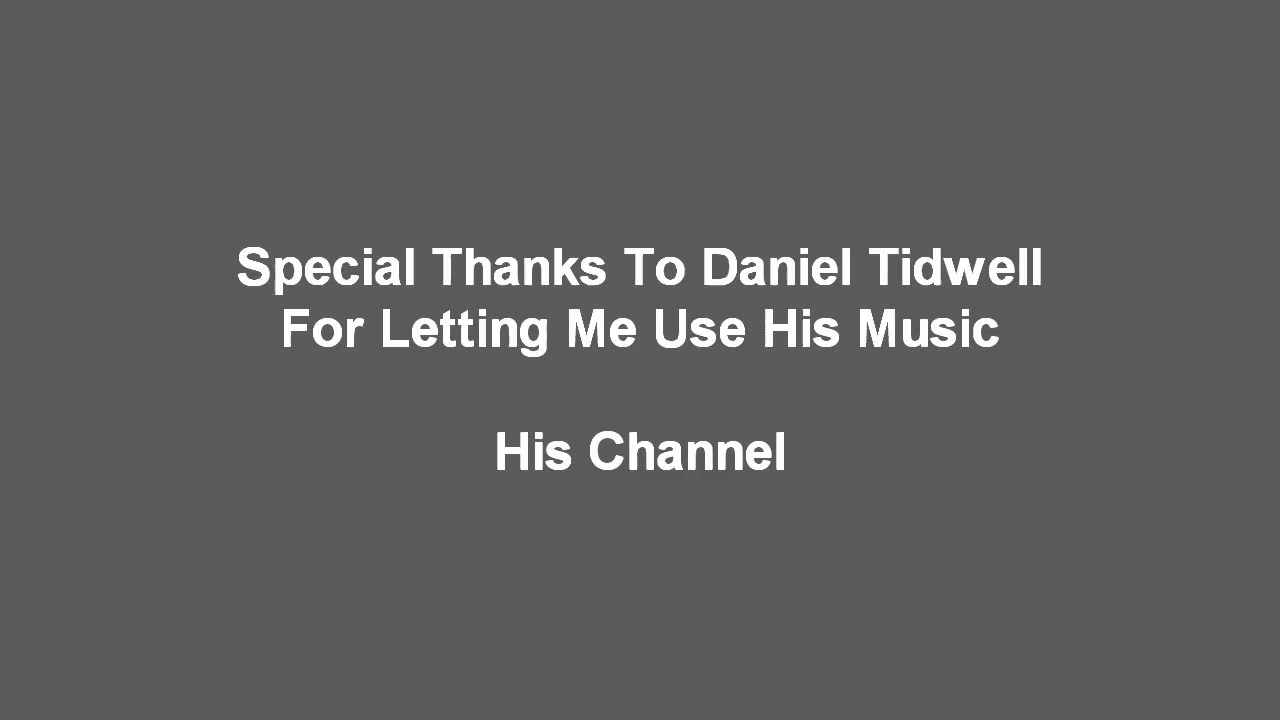 Special Thanks To Daniel Tidwell
For Letting Me Use His Music
His Channel